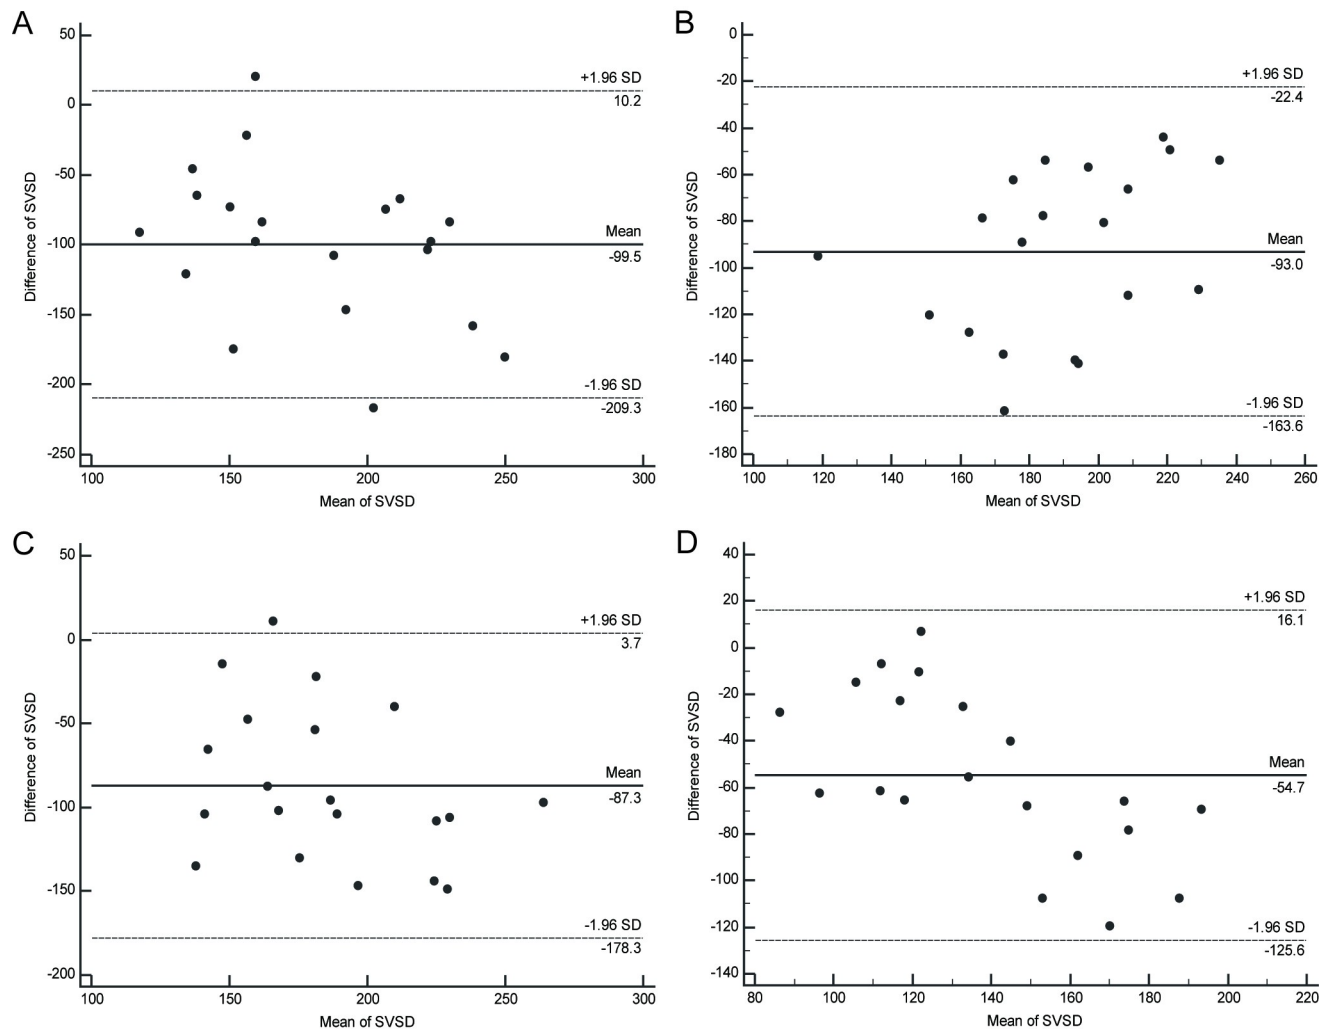 A
50
0
-50
-100
-150
-200
-250
Difference of SVSD
+1.96 SD
10.2
Mean
-99.5
-1.96 SD
-209.3
100 150 200 250 300
Mean of SVSD
B
0
-20
-40
-60
-80
-100
-120
-140
-160
-180
Difference of SVSD
+1.96 SD
-22.4
Mean
-93.0
-1.96 SD
-163.6
100 120 140 160 180 200 220 240 260
Mean of SVSD
C
50
0
-50
-100
-150
-200
Difference of SVSD
+1.96 SD
3.7
Mean
-87.3
-1.96 SD
-178.3
100 150 200 250 300
Mean of SVSD
D
40
20
0
-20
-40
-60
-80
-100
-120
-140
Difference of SVSD
+1.96 SD
16.1
Mean
-54.7
-1.96 SD
-125.6
80 100 120 140 160 180 200 220
Mean of SVSD